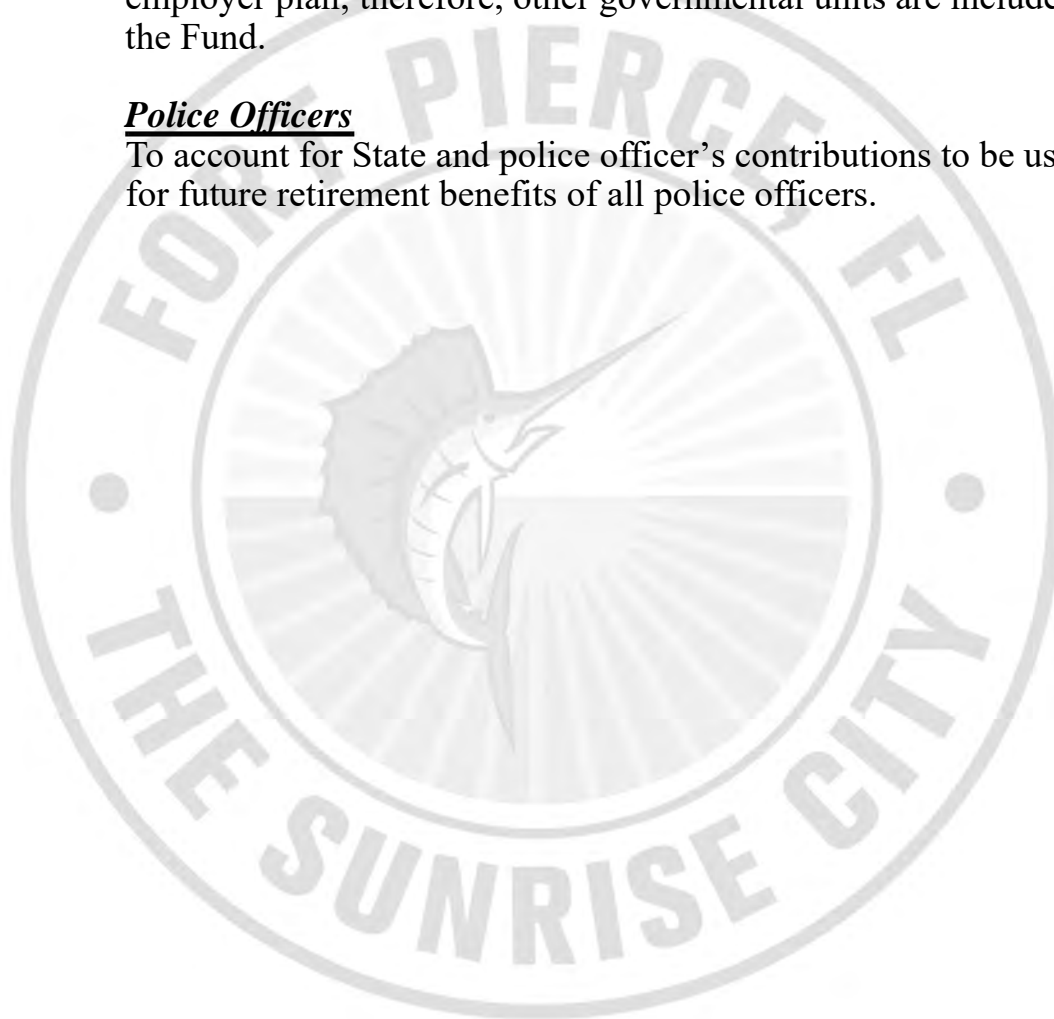 employer plan; therefore, other governmental units are include
the Fund.
Police Officers
To account for State and police officer’s contributions to be us
for future retirement benefits of all police officers.
FORT PIERCE, FL
THE SUNRISE CITY